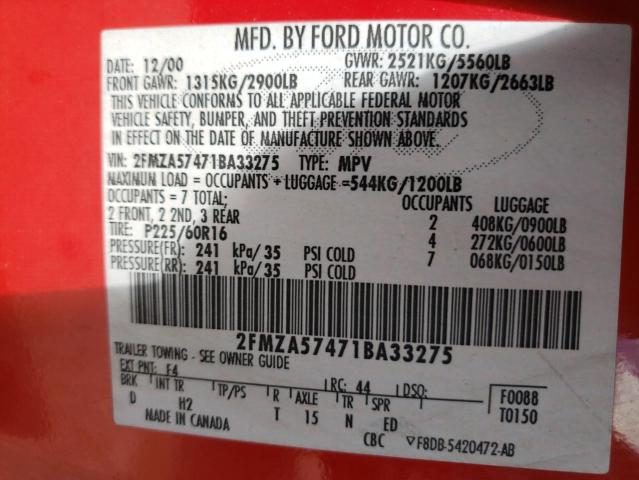 MFD. BY FORD MOTOR CO.
DATE: 12/00 GVWR: 2521KG/5560LB
FRONT GAWR: 1315KG/2900LB REAR GAWR: 1207KG/2663LB
THIS VEHICLE CONFORMS TO ALL APPLICABLE FEDERAL MOTOR
VEHICLE SAFETY, BUMPER, AND THEFT PREVENTION STANDARDS
IN EFFECT ON THE DATE OF MANUFACTURE SHOWN ABOVE.
VIN: 2FMZA57471BA33275 TYPE: MPV
MAXIMUM LOAD = OCCUPANTS + LUGGAGE =544KG/1200LB
OCCUPANTS = 7 TOTAL; OCCUPANTS LUGGAGE
2 FRONT, 2 2ND, 3 REAR 2 408KG/0900LB
TIRE: P225/60R16 4 272KG/0600LB
PRESSURE(FR): 241 kPa/35 PSI COLD 7 068KG/0150LB
PRESSURE(RR): 241 kPa/35 PSI COLD
2FMZA57471BA33275
TRAILER TOWING - SEE OWNER GUIDE
EXT PNT: F4 RC: 44 DSO: F0088
BRK INT TR TP/PS R AXLE TR SPR T0150
D H2 T 15 N ED
MADE IN CANADA CBC ▽F8DB-5420472-AB